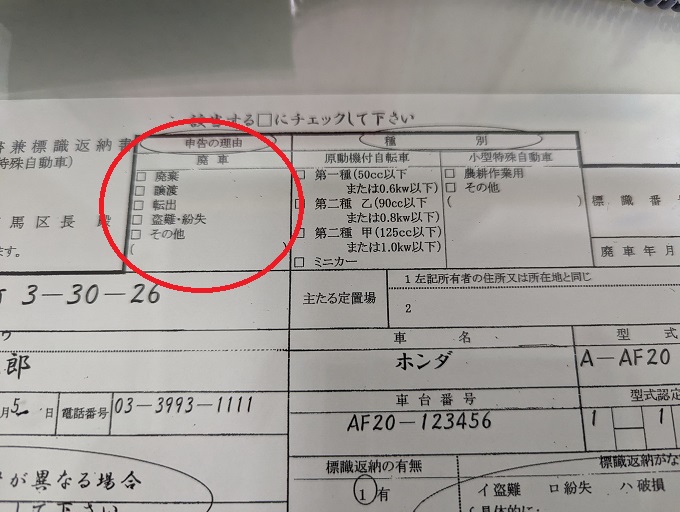 該当する□にチェックして下さい
兼標識返納書
特殊自動車)
申告の理由
種 別
廃車
原動機付自転車
小型特殊自動車
□ 廃棄
□ 譲渡
□ 転出
□ 盗難・紛失
□ その他
( )
□ 第一種(50cc以下
または0.6kw以下)
□ 第二種 乙(90cc以下
または0.8kw以下)
□ 第二種 甲(125cc以下
または1.0kw以下)
□ ミニカー
□ 農耕作業用
□ その他
( )
標識番
馬区長 殿
ます。
廃車年月
3-30-26
主たる定置場
1 左記所有者の住所又は所在地と同じ
2
ウ
郎
車名
ホンダ
型式
A-AF20
月5日
電話番号
03-3993-1111
車台番号
AF20-123456
型式認定
1 1
が異なる場合
して下さい
標識返納の有無
1 有
標識返納がな
イ 盗難 ロ 紛失 ハ 破損
(具体的に: